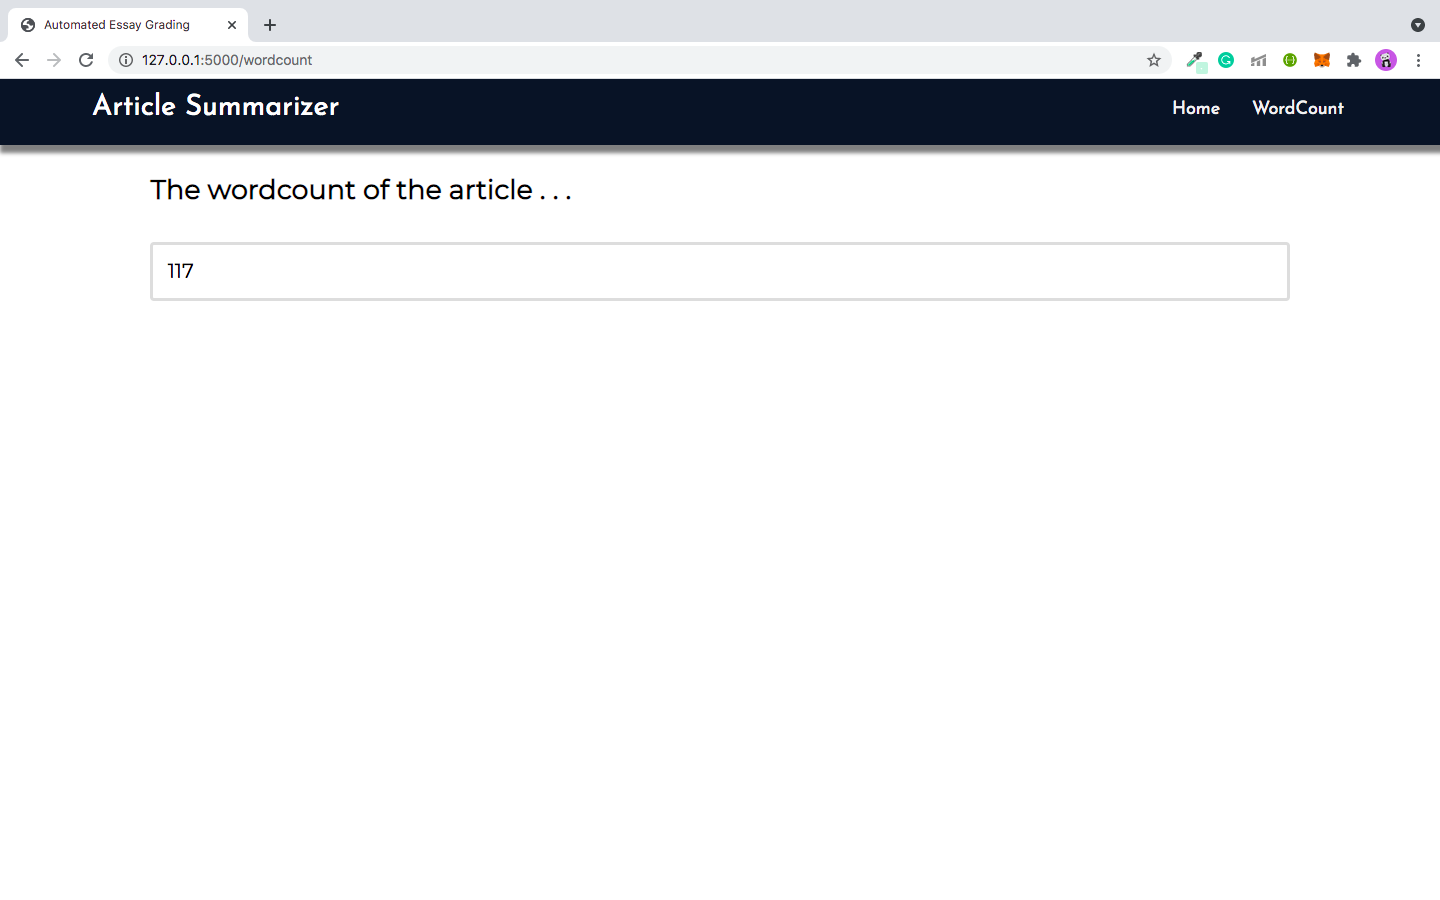 Automated Essay Grading
127.0.0.1:5000/wordcount
Article Summarizer
Home
WordCount
The wordcount of the article . . .
117